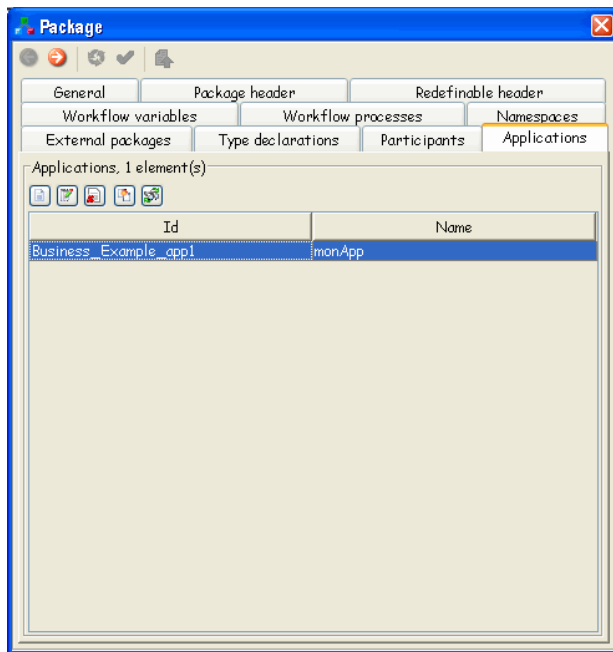 Package
General Package header Redefinable header
Workflow variables Workflow processes Namespaces
External packages Type declarations Participants Applications
Applications, 1 element(s)
Id Name
Business_Example_app1 monApp